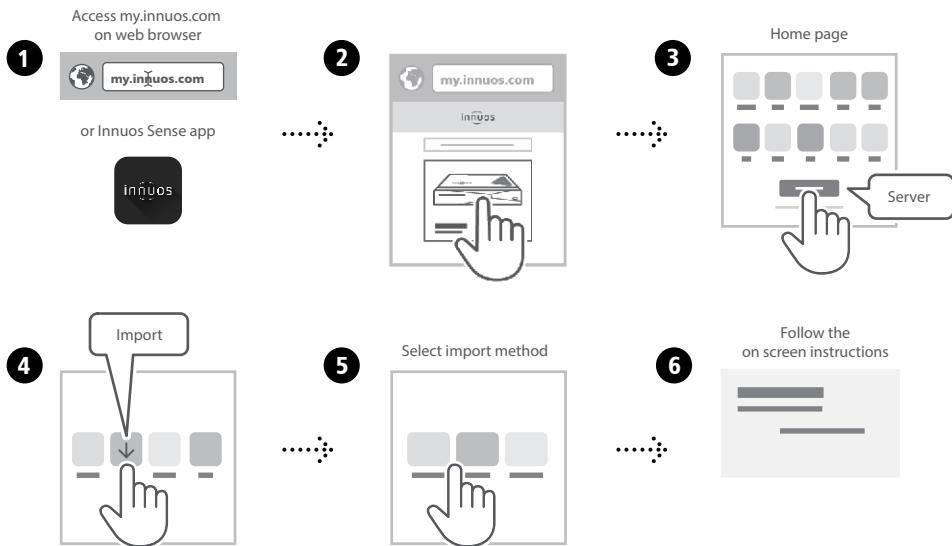 Access my.innuos.com
on web browser
1
my.innuos.com
or Innuos Sense app
innuos
2
my.innuos.com
innuos
3
Home page
Server
4
Import
5
Select import method
6
Follow the
on screen instructions